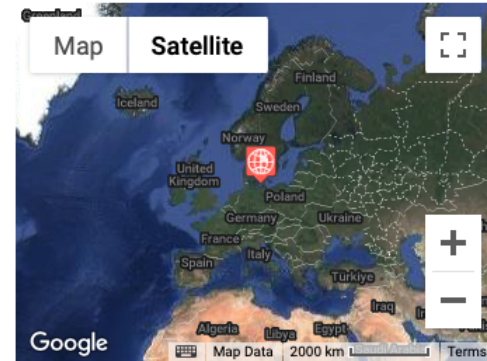 Greenland
Map
Satellite
Finland
Iceland
Sweden
Norway
United
Kingdom
Poland
Germany
Ukraine
France
Italy
Spain
Türkiye
Iraq
Algeria
Libya
Egypt
Google
Map Data
2000 km
Terms